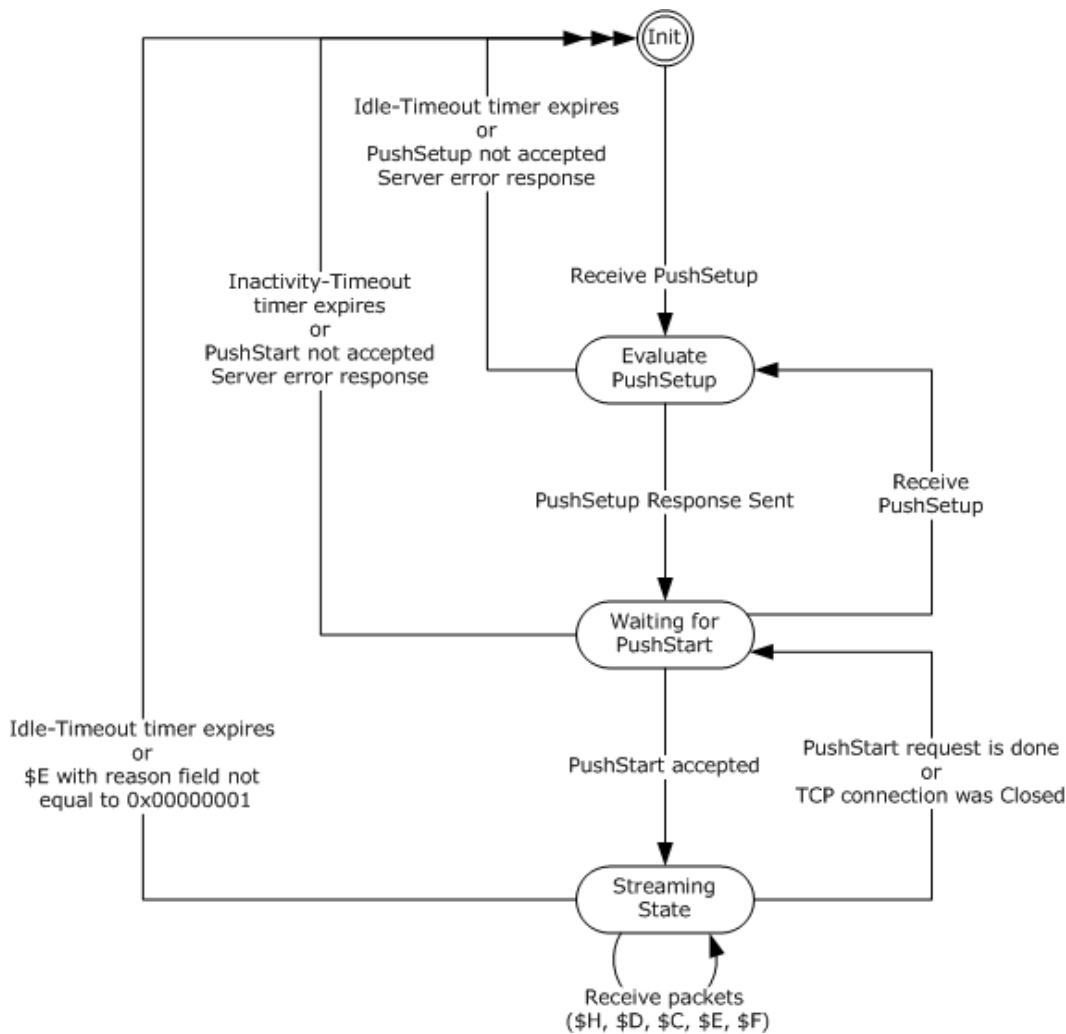 Init
Idle-Timeout timer expires
or
PushSetup not accepted
Server error response
Receive PushSetup
Inactivity-Timeout
timer expires
or
PushStart not accepted
Server error response
Evaluate
PushSetup
PushSetup Response Sent
Receive
PushSetup
Waiting for
PushStart
Idle-Timeout timer expires
or
$E with reason field not
equal to 0x00000001
PushStart accepted
PushStart request is done
or
TCP connection was Closed
Streaming
State
Receive packets
($H, $D, $C, $E, $F)